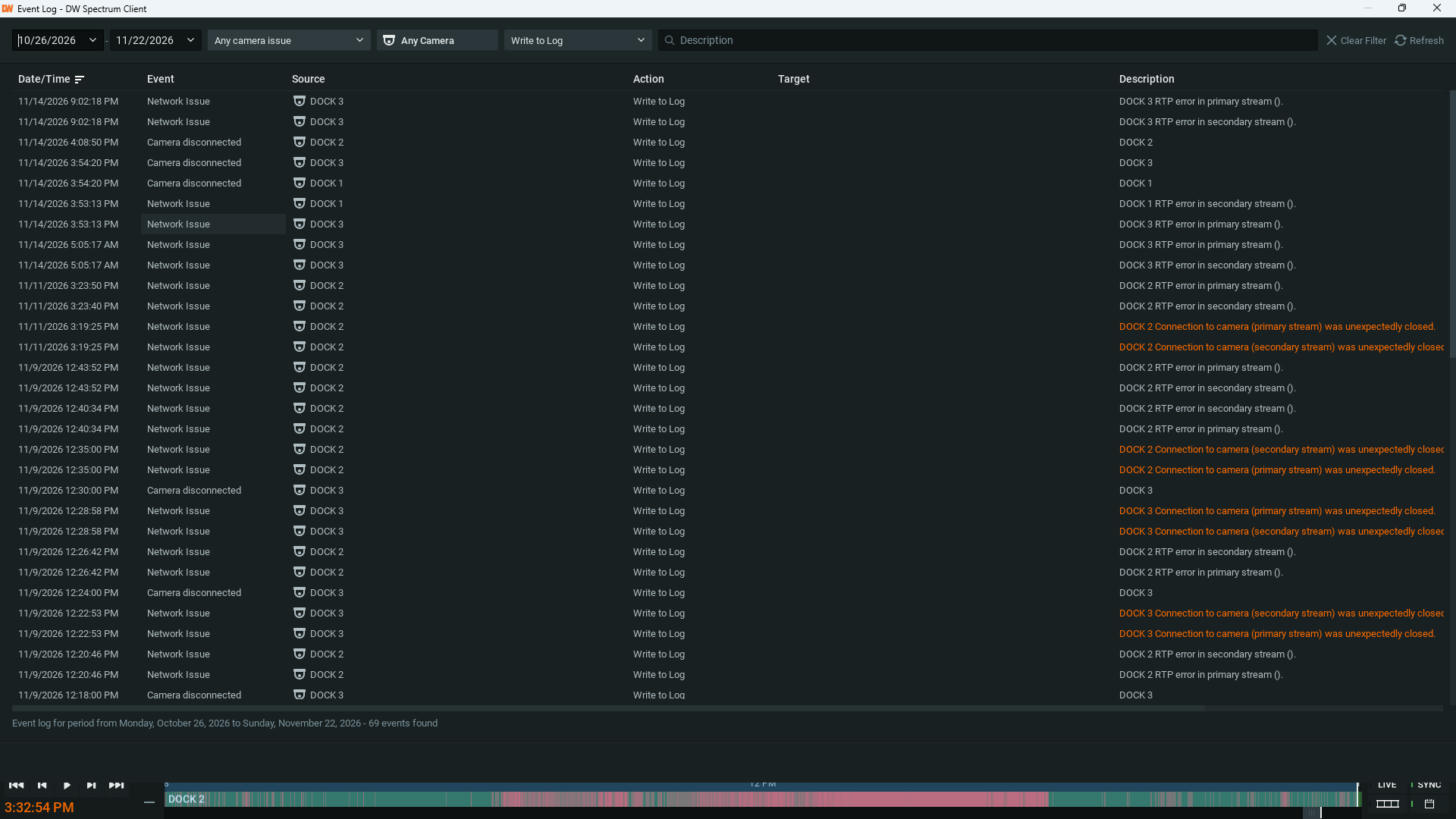 Event Log - DW Spectrum Client
10/26/2026 - 11/22/2026 Any camera issue Any Camera Write to Log Description Clear Filter Refresh
Date/Time Event Source Action Target Description
11/14/2026 9:02:18 PM Network Issue DOCK 3 Write to Log DOCK 3 RTP error in primary stream ().
11/14/2026 9:02:18 PM Network Issue DOCK 3 Write to Log DOCK 3 RTP error in secondary stream ().
11/14/2026 4:08:50 PM Camera disconnected DOCK 2 Write to Log DOCK 2
11/14/2026 3:54:20 PM Camera disconnected DOCK 3 Write to Log DOCK 3
11/14/2026 3:54:20 PM Camera disconnected DOCK 1 Write to Log DOCK 1
11/14/2026 3:53:13 PM Network Issue DOCK 1 Write to Log DOCK 1 RTP error in secondary stream ().
11/14/2026 3:53:13 PM Network Issue DOCK 3 Write to Log DOCK 3 RTP error in primary stream ().
11/14/2026 5:05:17 AM Network Issue DOCK 3 Write to Log DOCK 3 RTP error in primary stream ().
11/14/2026 5:05:17 AM Network Issue DOCK 3 Write to Log DOCK 3 RTP error in secondary stream ().
11/11/2026 3:23:50 PM Network Issue DOCK 2 Write to Log DOCK 2 RTP error in primary stream ().
11/11/2026 3:23:40 PM Network Issue DOCK 2 Write to Log DOCK 2 RTP error in secondary stream ().
11/11/2026 3:19:25 PM Network Issue DOCK 2 Write to Log DOCK 2 Connection to camera (primary stream) was unexpectedly closed.
11/11/2026 3:19:25 PM Network Issue DOCK 2 Write to Log DOCK 2 Connection to camera (secondary stream) was unexpectedly closed
11/9/2026 12:43:52 PM Network Issue DOCK 2 Write to Log DOCK 2 RTP error in primary stream ().
11/9/2026 12:43:52 PM Network Issue DOCK 2 Write to Log DOCK 2 RTP error in secondary stream ().
11/9/2026 12:40:34 PM Network Issue DOCK 2 Write to Log DOCK 2 RTP error in secondary stream ().
11/9/2026 12:40:34 PM Network Issue DOCK 2 Write to Log DOCK 2 RTP error in primary stream ().
11/9/2026 12:35:00 PM Network Issue DOCK 2 Write to Log DOCK 2 Connection to camera (secondary stream) was unexpectedly closed
11/9/2026 12:35:00 PM Network Issue DOCK 2 Write to Log DOCK 2 Connection to camera (primary stream) was unexpectedly closed.
11/9/2026 12:30:00 PM Camera disconnected DOCK 3 Write to Log DOCK 3
11/9/2026 12:28:58 PM Network Issue DOCK 3 Write to Log DOCK 3 Connection to camera (primary stream) was unexpectedly closed.
11/9/2026 12:28:58 PM Network Issue DOCK 3 Write to Log DOCK 3 Connection to camera (secondary stream) was unexpectedly closed
11/9/2026 12:26:42 PM Network Issue DOCK 2 Write to Log DOCK 2 RTP error in secondary stream ().
11/9/2026 12:26:42 PM Network Issue DOCK 2 Write to Log DOCK 2 RTP error in primary stream ().
11/9/2026 12:24:00 PM Camera disconnected DOCK 3 Write to Log DOCK 3
11/9/2026 12:22:53 PM Network Issue DOCK 3 Write to Log DOCK 3 Connection to camera (secondary stream) was unexpectedly closed
11/9/2026 12:22:53 PM Network Issue DOCK 3 Write to Log DOCK 3 Connection to camera (primary stream) was unexpectedly closed.
11/9/2026 12:20:46 PM Network Issue DOCK 2 Write to Log DOCK 2 RTP error in secondary stream ().
11/9/2026 12:20:46 PM Network Issue DOCK 2 Write to Log DOCK 2 RTP error in primary stream ().
11/9/2026 12:18:00 PM Camera disconnected DOCK 3 Write to Log DOCK 3
Event log for period from Monday, October 26, 2026 to Sunday, November 22, 2026 - 69 events found
12 PM LIVE SYNC
DOCK 2
3:32:54 PM